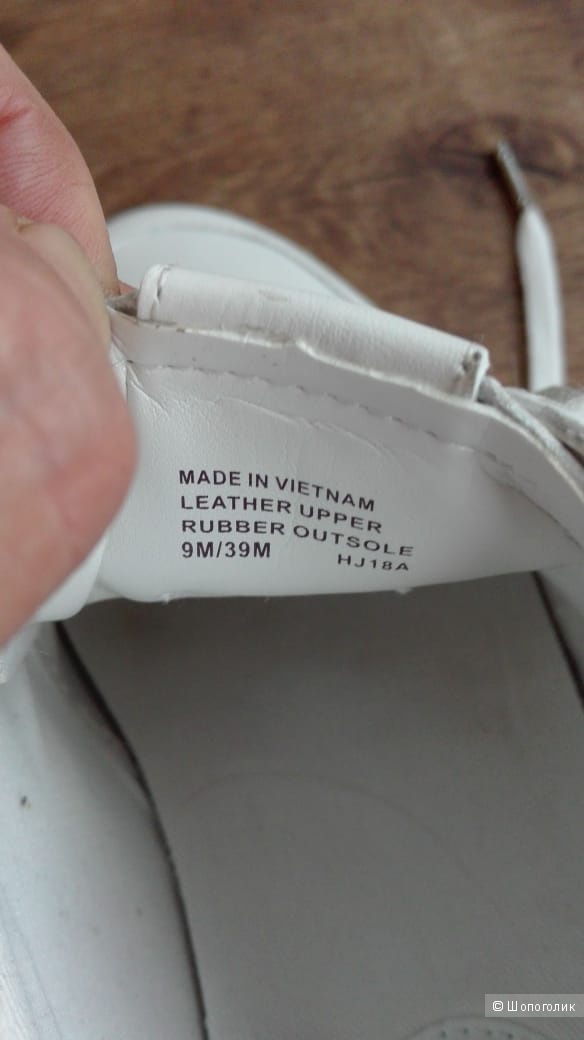 MADE IN VIETNAM
LEATHER UPPER
RUBBER OUTSOLE
9M/39M HJ18A
© Шопоголик